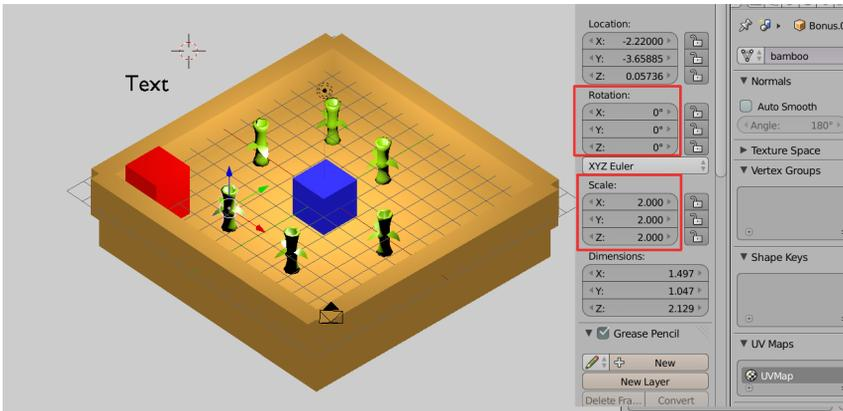 Text
Location:
X: -2.22000
Y: -3.65885
Z: 0.05736
Rotation:
X: 0°
Y: 0°
Z: 0°
XYZ Euler
Scale:
X: 2.000
Y: 2.000
Z: 2.000
Dimensions:
X: 1.497
Y: 1.047
Z: 2.129
Grease Pencil
New
New Layer
Delete Fra... Convert
Bonus.0
bamboo
Normals
Auto Smooth
Angle: 180°
Texture Space
Vertex Groups
Shape Keys
UV Maps
UVMap